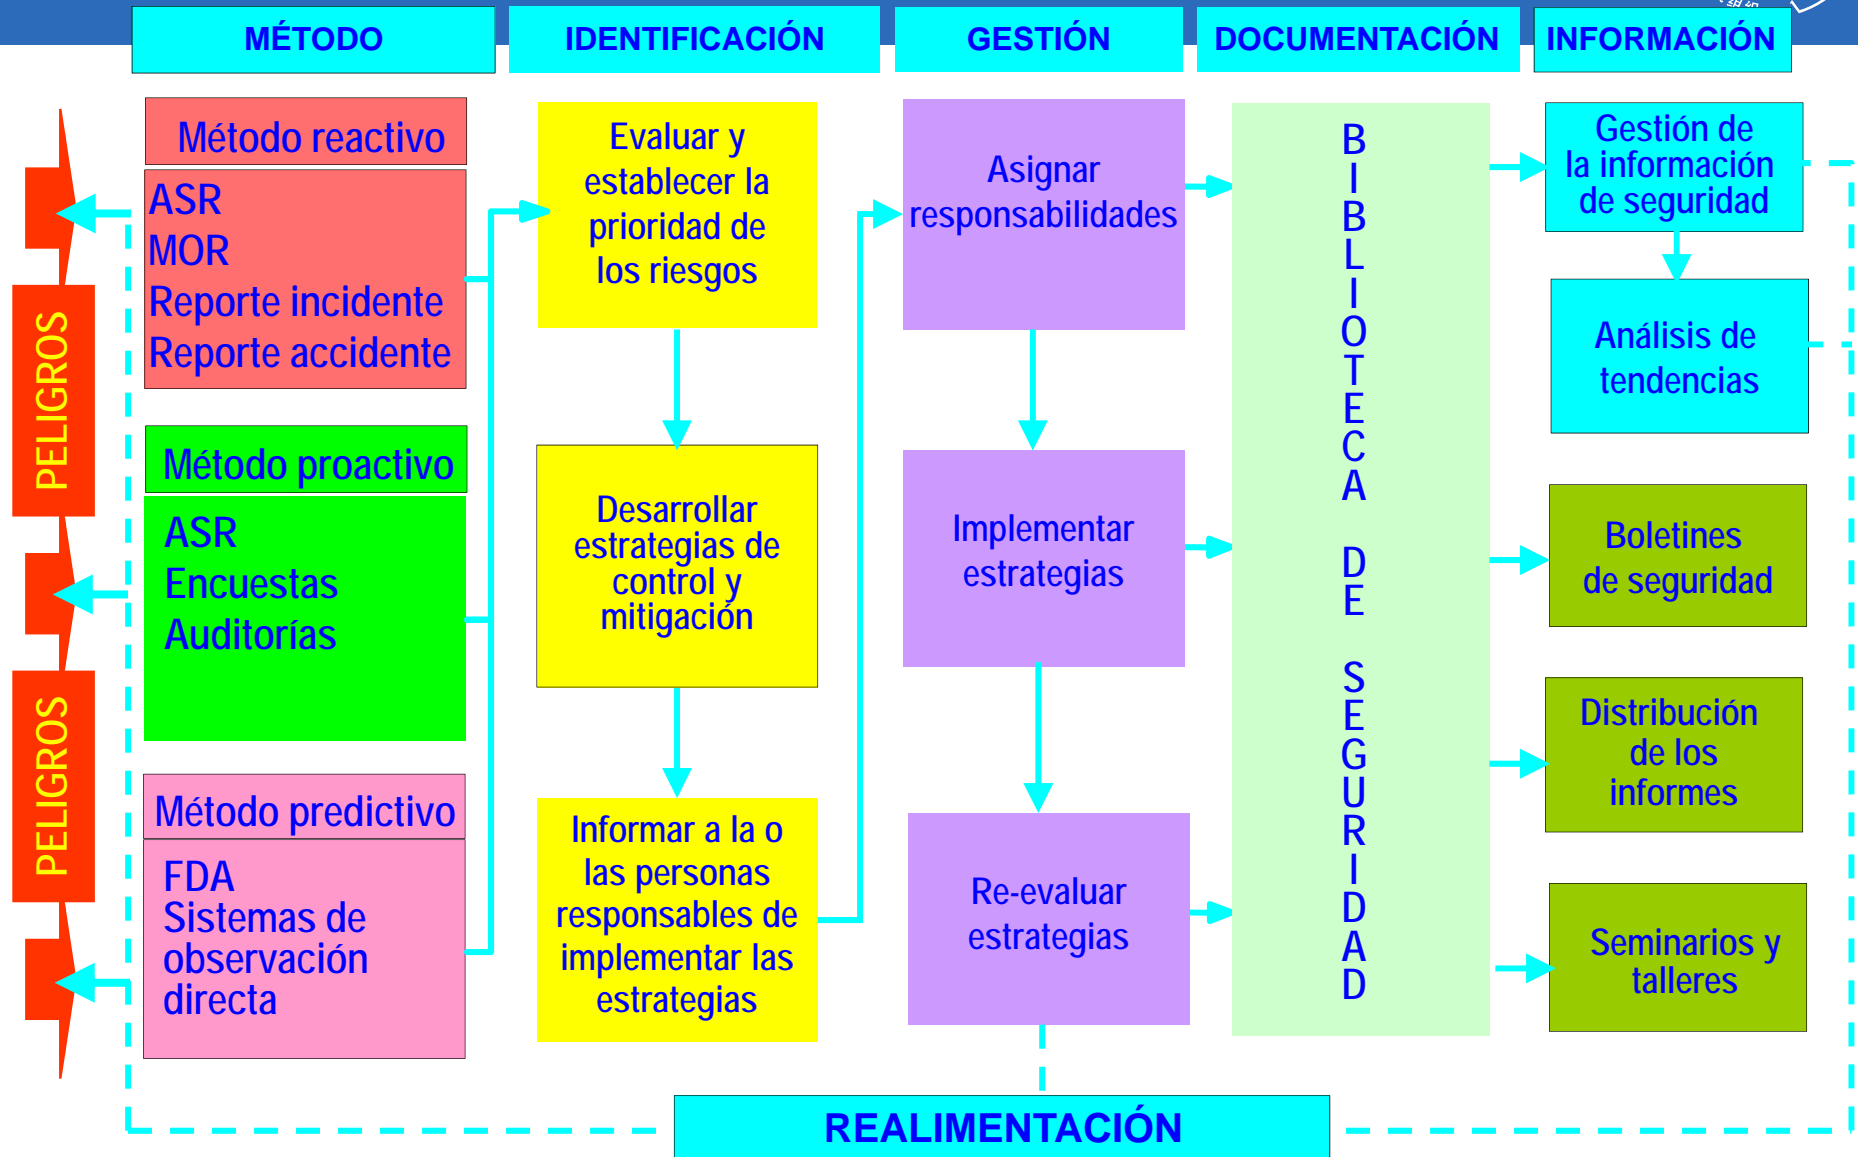 MÉTODO
IDENTIFICACIÓN
GESTIÓN
DOCUMENTACIÓN
INFORMACIÓN
PELIGROS
PELIGROS
Método reactivo
ASR
MOR
Reporte incidente
Reporte accidente
Método proactivo
ASR
Encuestas
Auditorías
Método predictivo
FDA
Sistemas de
observación
directa
Evaluar y
establecer la
prioridad de
los riesgos
Desarrollar
estrategias de
control y
mitigación
Informar a la o
las personas
responsables de
implementar las
estrategias
Asignar
responsabilidades
Implementar
estrategias
Re-evaluar
estrategias
BIBLIOTECA DE SEGURIDAD
Gestión de
la información
de seguridad
Análisis de
tendencias
Boletines
de seguridad
Distribución
de los
informes
Seminarios y
talleres
REALIMENTACIÓN